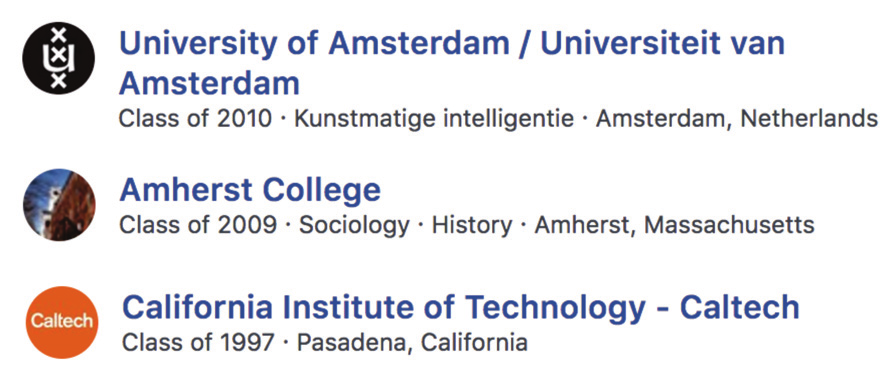 University of Amsterdam / Universiteit van
Amsterdam
Class of 2010 · Kunstmatige intelligentie · Amsterdam, Netherlands
Amherst College
Class of 2009 · Sociology · History · Amherst, Massachusetts
Caltech
California Institute of Technology - Caltech
Class of 1997 · Pasadena, California